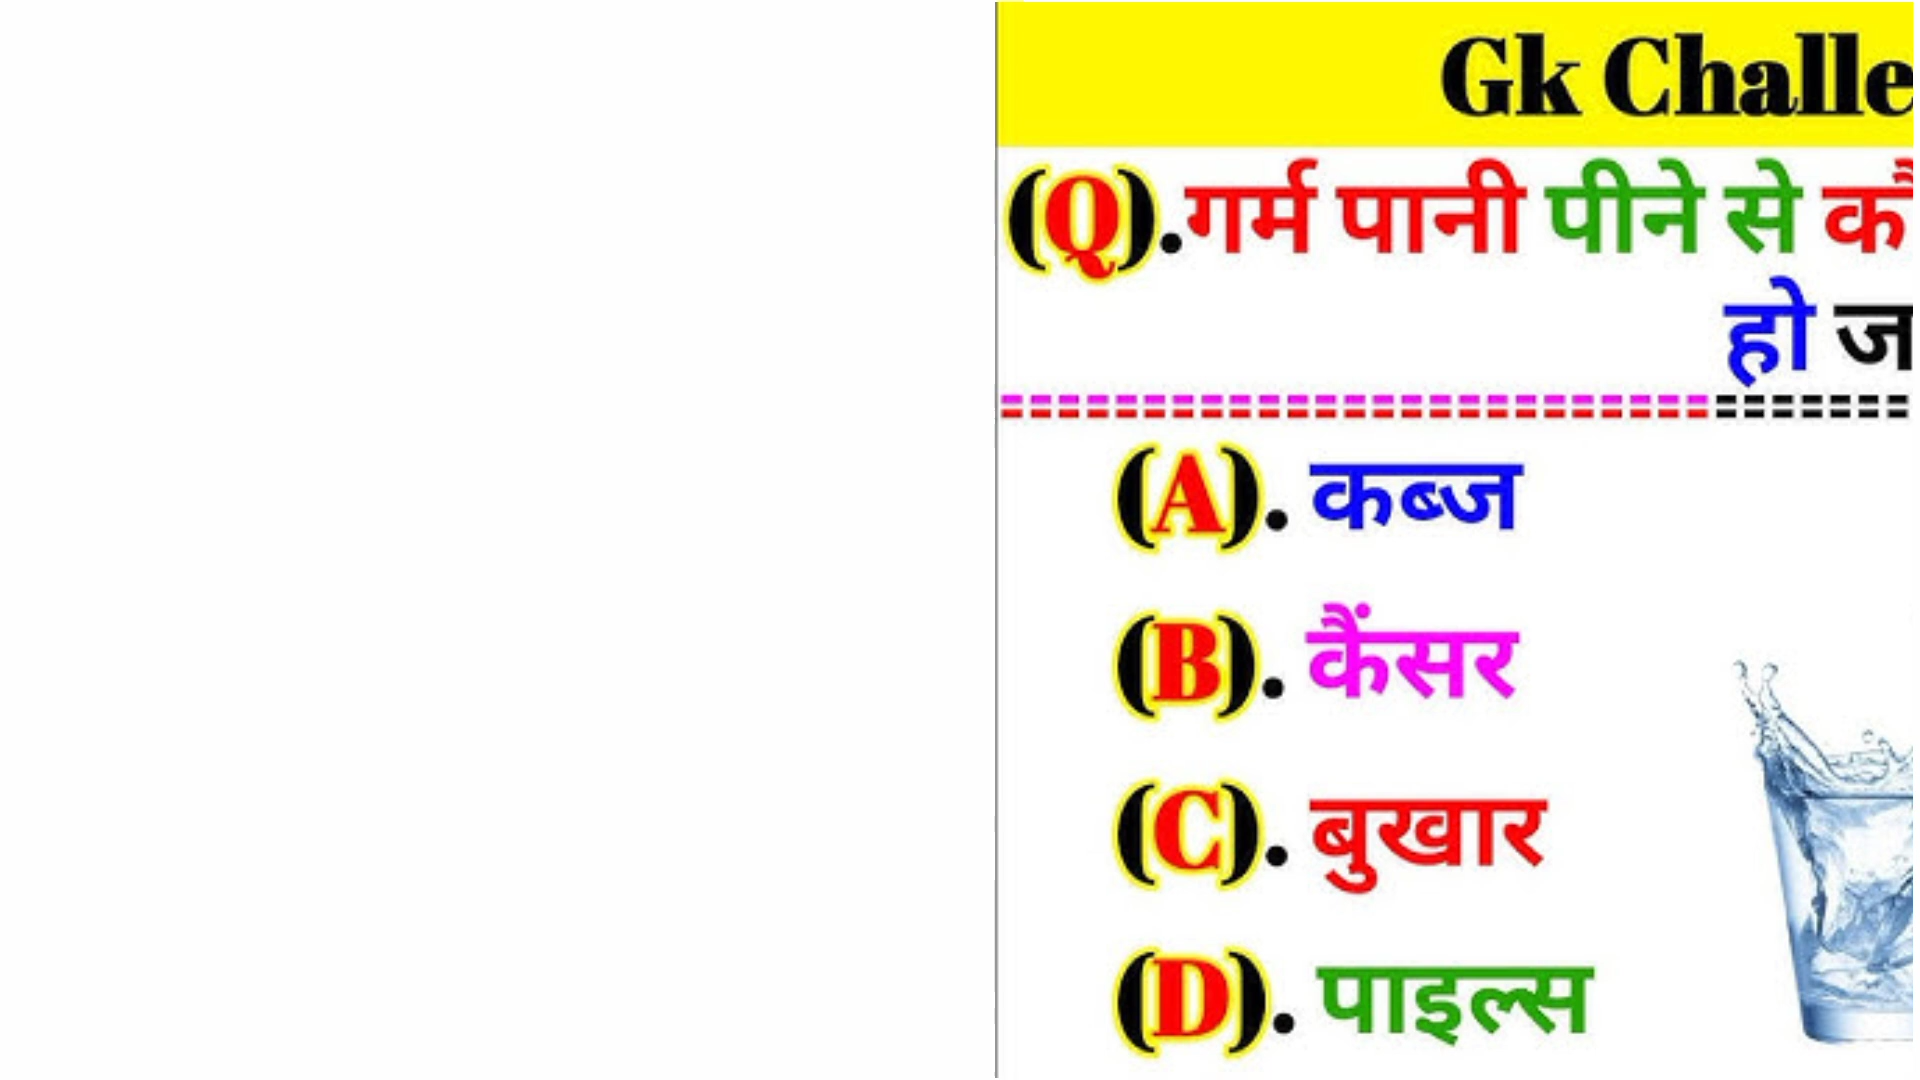 Gk Challe
(Q).गर्म पानी पीने से
हो
(A). कब्ज
(B). कैंसर
(C). बुखार
(D). पाइल्स